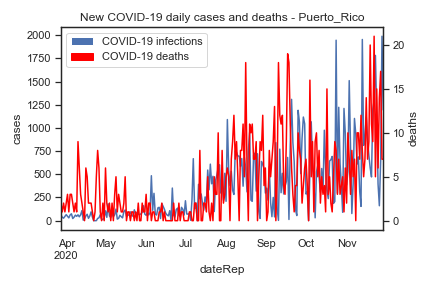 New COVID-19 daily cases and deaths - Puerto_Rico
COVID-19 infections
COVID-19 deaths
2000
1750
1500
1250
1000
750
500
250
0
cases
20
15
10
5
0
deaths
Apr May Jun Jul Aug Sep Oct Nov
2020
dateRep